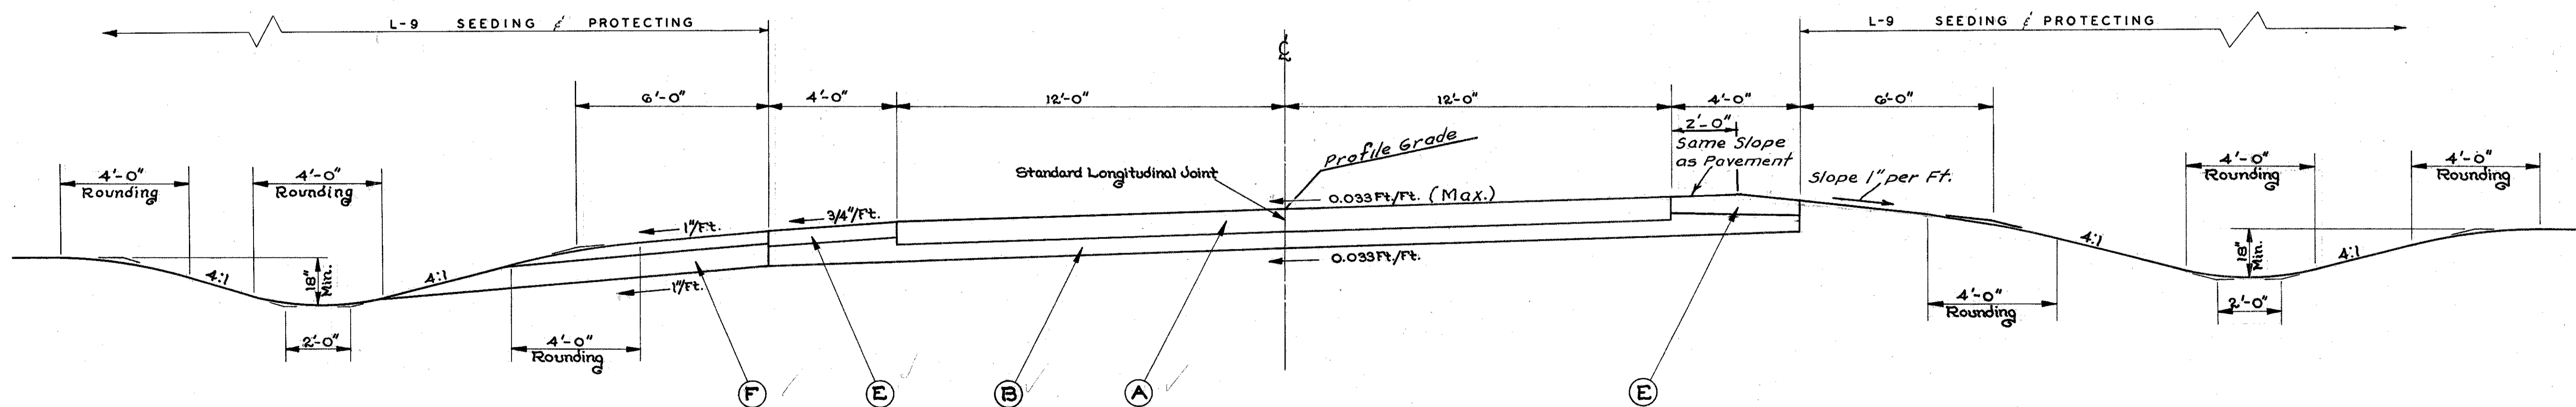 L-9 SEEDING & PROTECTING
L-9 SEEDING & PROTECTING
℄
6'-0"
4'-0"
12'-0"
12'-0"
4'-0"
6'-0"
2'-0"
Same Slope
as Pavement
Profile Grade
Standard Longitudinal Joint
4'-0"
Rounding
4'-0"
Rounding
4'-0"
Rounding
4'-0"
Rounding
Slope 1" per Ft.
0.033 Ft./Ft. (Max.)
3/4"/Ft.
1"/Ft.
4:1
18"
Min.
4:1
4:1
18"
Min.
4:1
0.033 Ft./Ft.
1"/Ft.
2'-0"
4'-0"
Rounding
4'-0"
Rounding
2'-0"
F
E
B
A
E